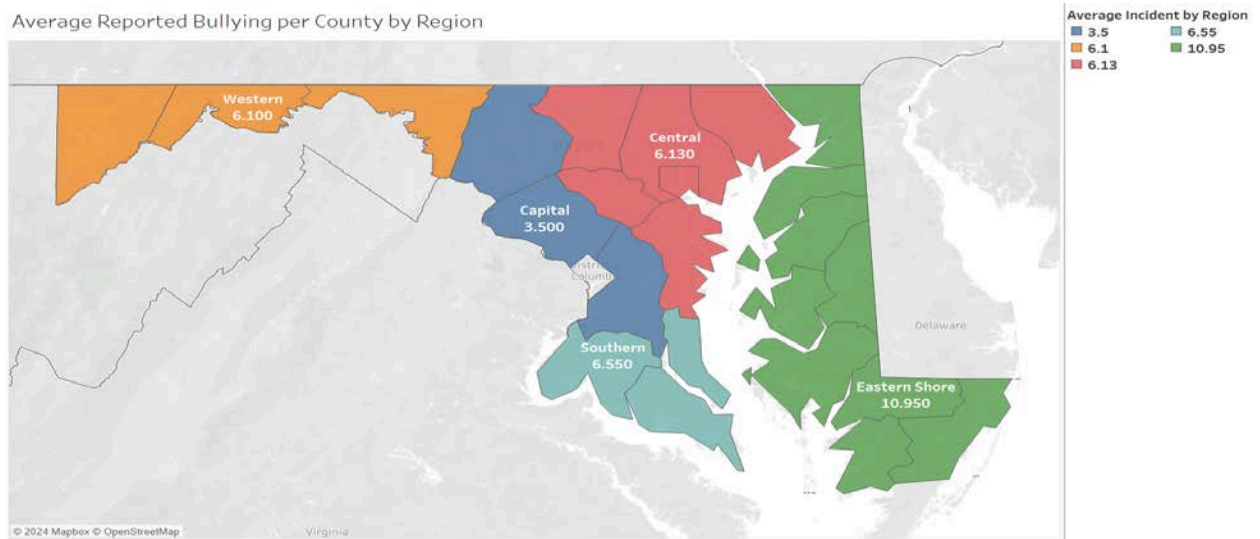 Average Reported Bullying per County by Region
Average Incident by Region
3.5
6.1
6.13
6.55
10.95
Western
6.100
Central
6.130
Capital
3.500
District
Columbia
Delaware
Southern
6.550
Eastern Shore
10.950
© 2024 Mapbox © OpenStreetMap
Virginia